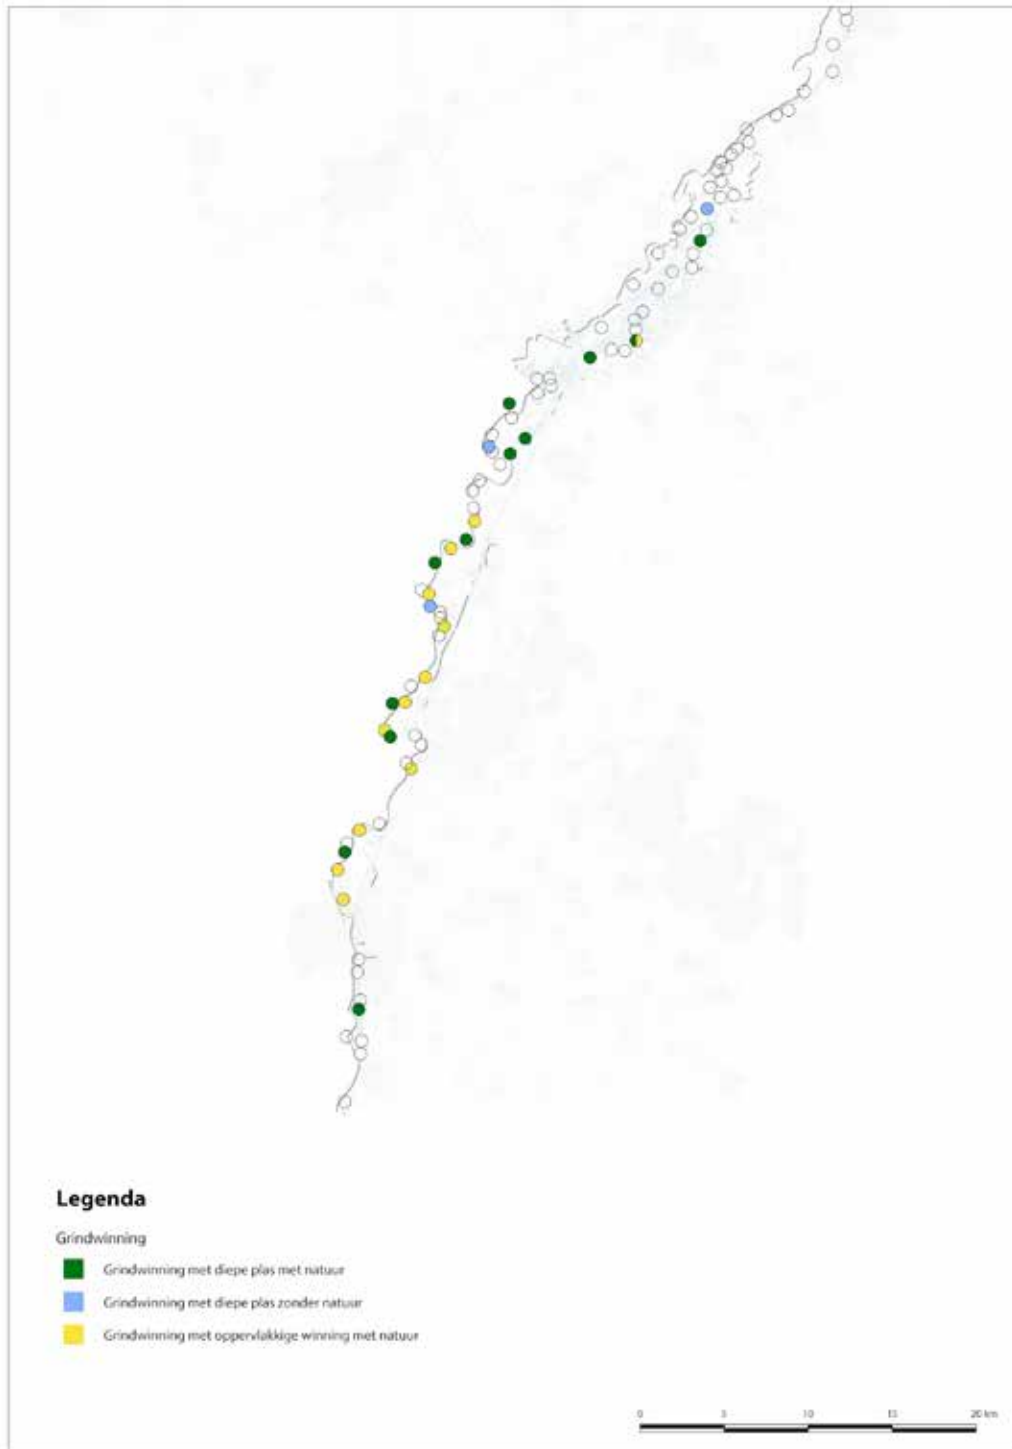 Legenda
Grindwinning
Grindwinning met diepe plas met natuur
Grindwinning met diepe plas zonder natuur
Grindwinning met oppervlakkige winning met natuur
0 5 10 15 20 km